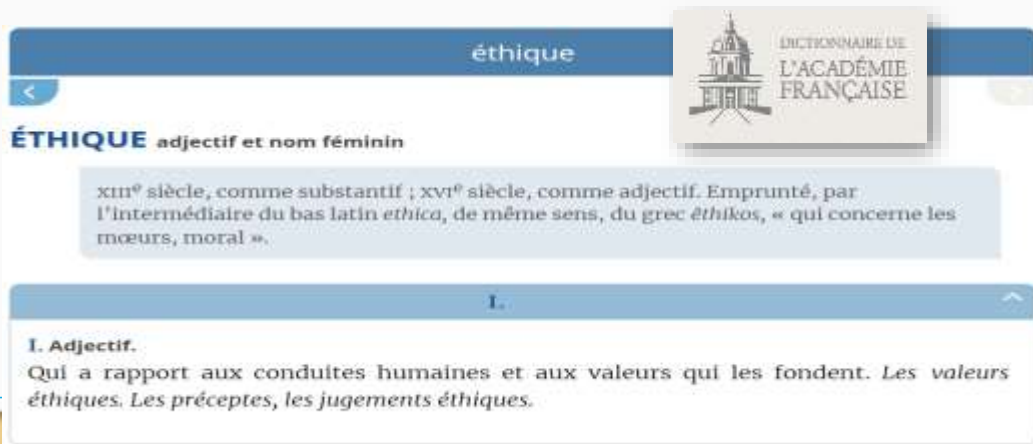 éthique
DICTIONNAIRE DE
L'ACADÉMIE
FRANÇAISE
ÉTHIQUE adjectif et nom féminin
XIIIᵉ siècle, comme substantif ; XVIᵉ siècle, comme adjectif. Emprunté, par
l'intermédiaire du bas latin ethica, de même sens, du grec êthikos, « qui concerne les
mœurs, moral ».
I.
I. Adjectif.
Qui a rapport aux conduites humaines et aux valeurs qui les fondent. Les valeurs
éthiques. Les préceptes, les jugements éthiques.